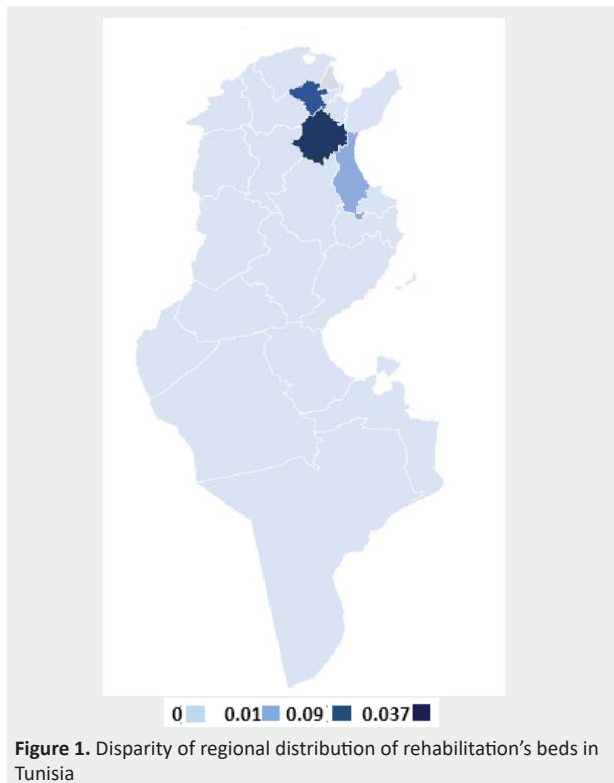 0 0.01 0.09 0.037
Figure 1. Disparity of regional distribution of rehabilitation's beds in
Tunisia